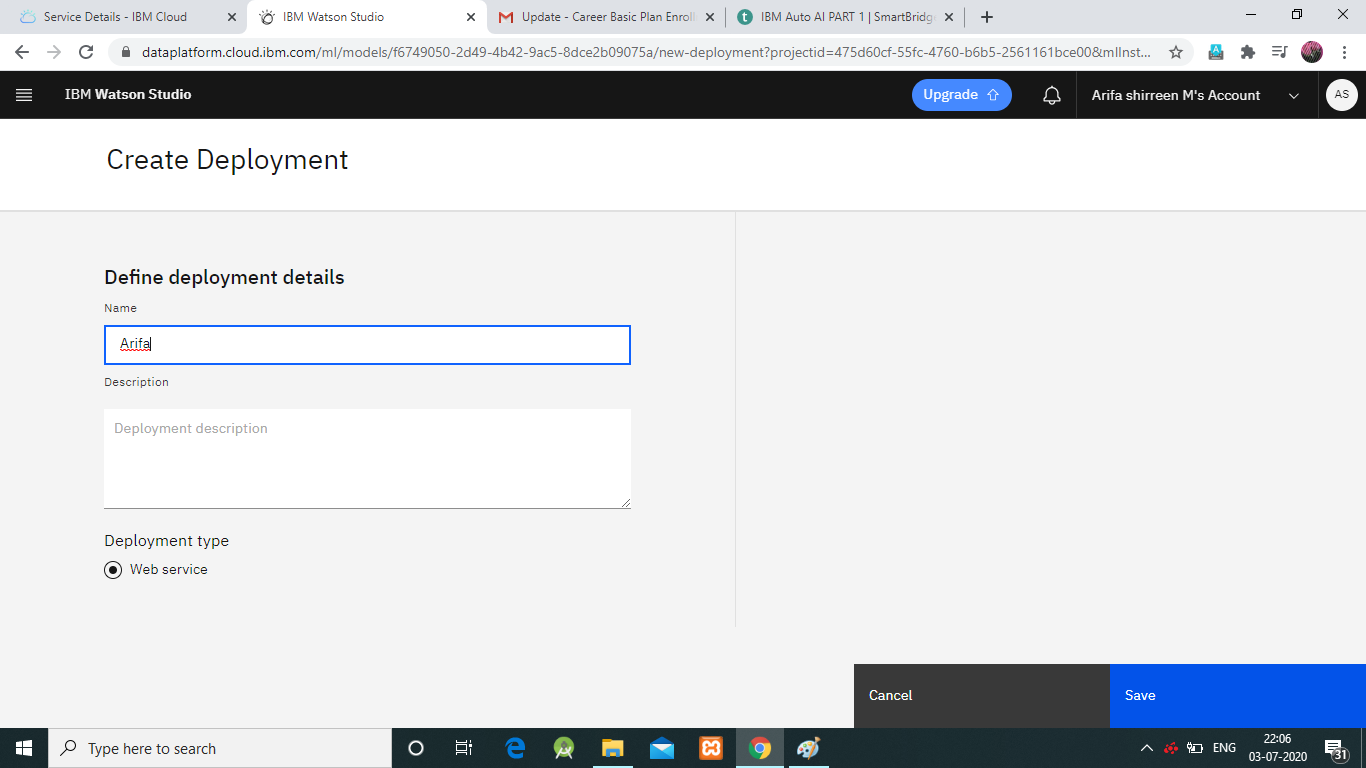 Service Details - IBM Cloud
IBM Watson Studio
Update - Career Basic Plan Enroll
IBM Auto AI PART 1 | SmartBridge
dataplatform.cloud.ibm.com/ml/models/f6749050-2d49-4b42-9ac5-8dce2b09075a/new-deployment?projectid=475d60cf-55fc-4760-b6b5-2561161bce00&mlInst...
IBM Watson Studio
Upgrade
Arifa shirreen M's Account
AS
Create Deployment
Define deployment details
Name
Arifa
Description
Deployment description
Deployment type
Web service
Cancel
Save
Type here to search
ENG
22:06
03-07-2020
31